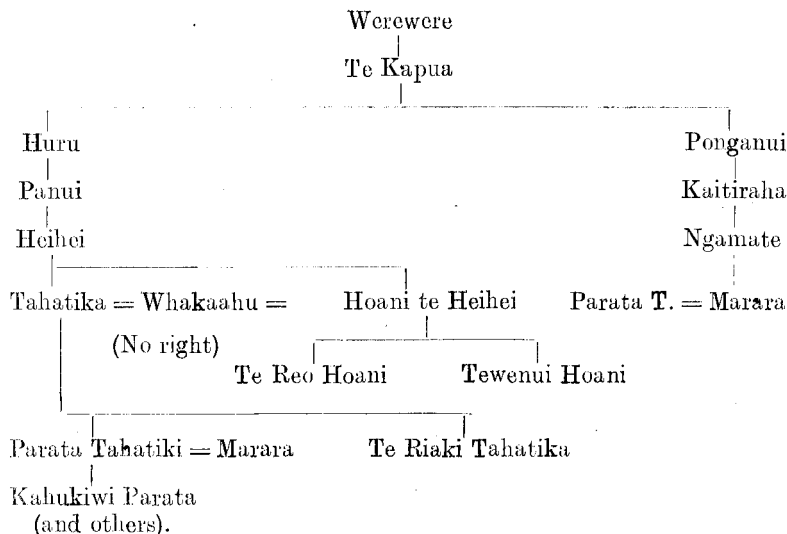 Werewere
Te Kapua
Huru Ponganui
Panui Kaitiraha
Heihei Ngamate
Tahatika = Whakaahu = Hoani te Heihei Parata T. = Marara
(No right)
Te Reo Hoani Tewenui Hoani
Parata Tahatiki = Marara Te Riaki Tahatika
Kahukiwi Parata
(and others).